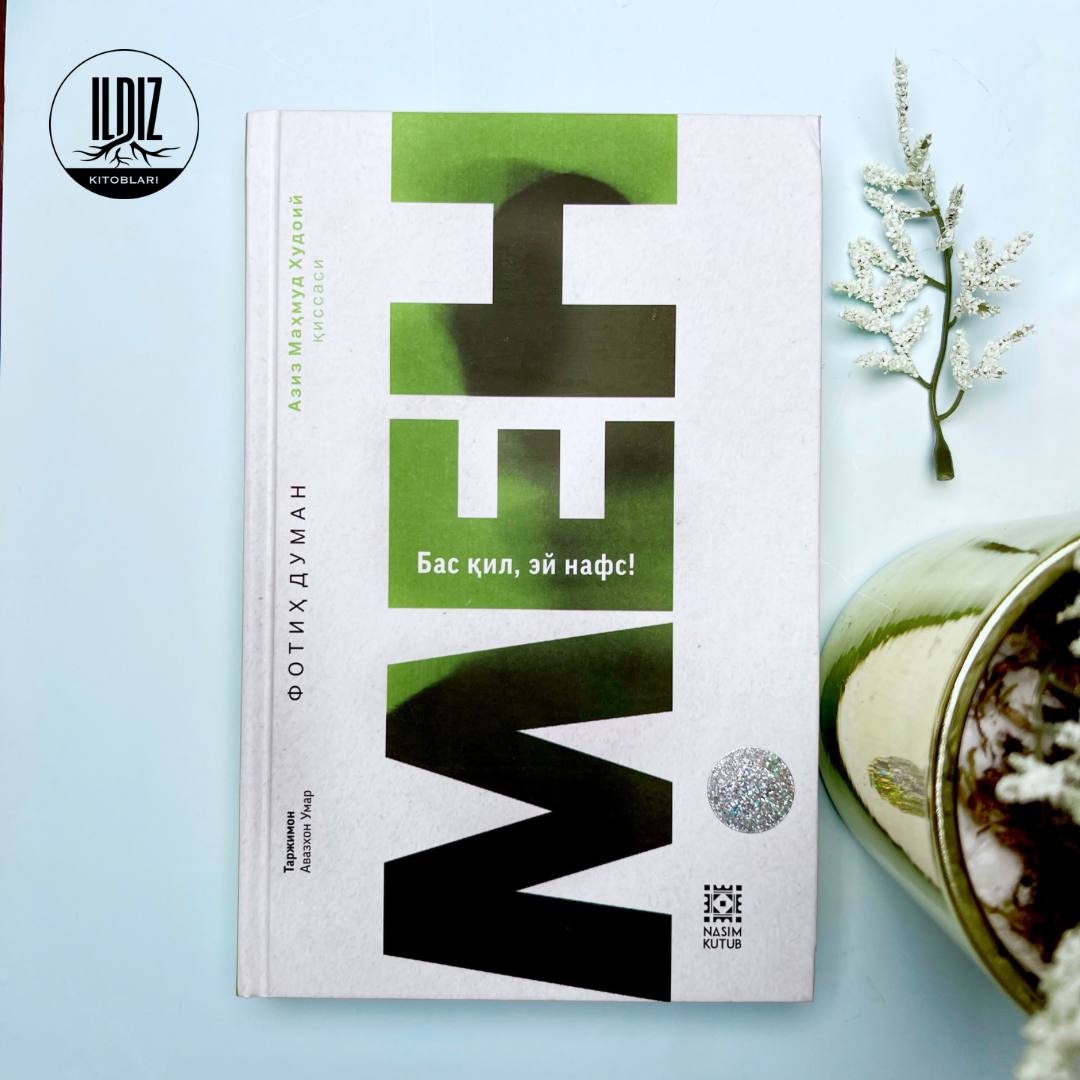 ILDIZ
KITOBLARI
Азиз Маҳмуд Худоий
қиссаси
ФОТИҲ ДУМАН
МЕН
Бас қил, эй нафс!
Таржимон
Авазхон Умар
NASIM
KUTUB